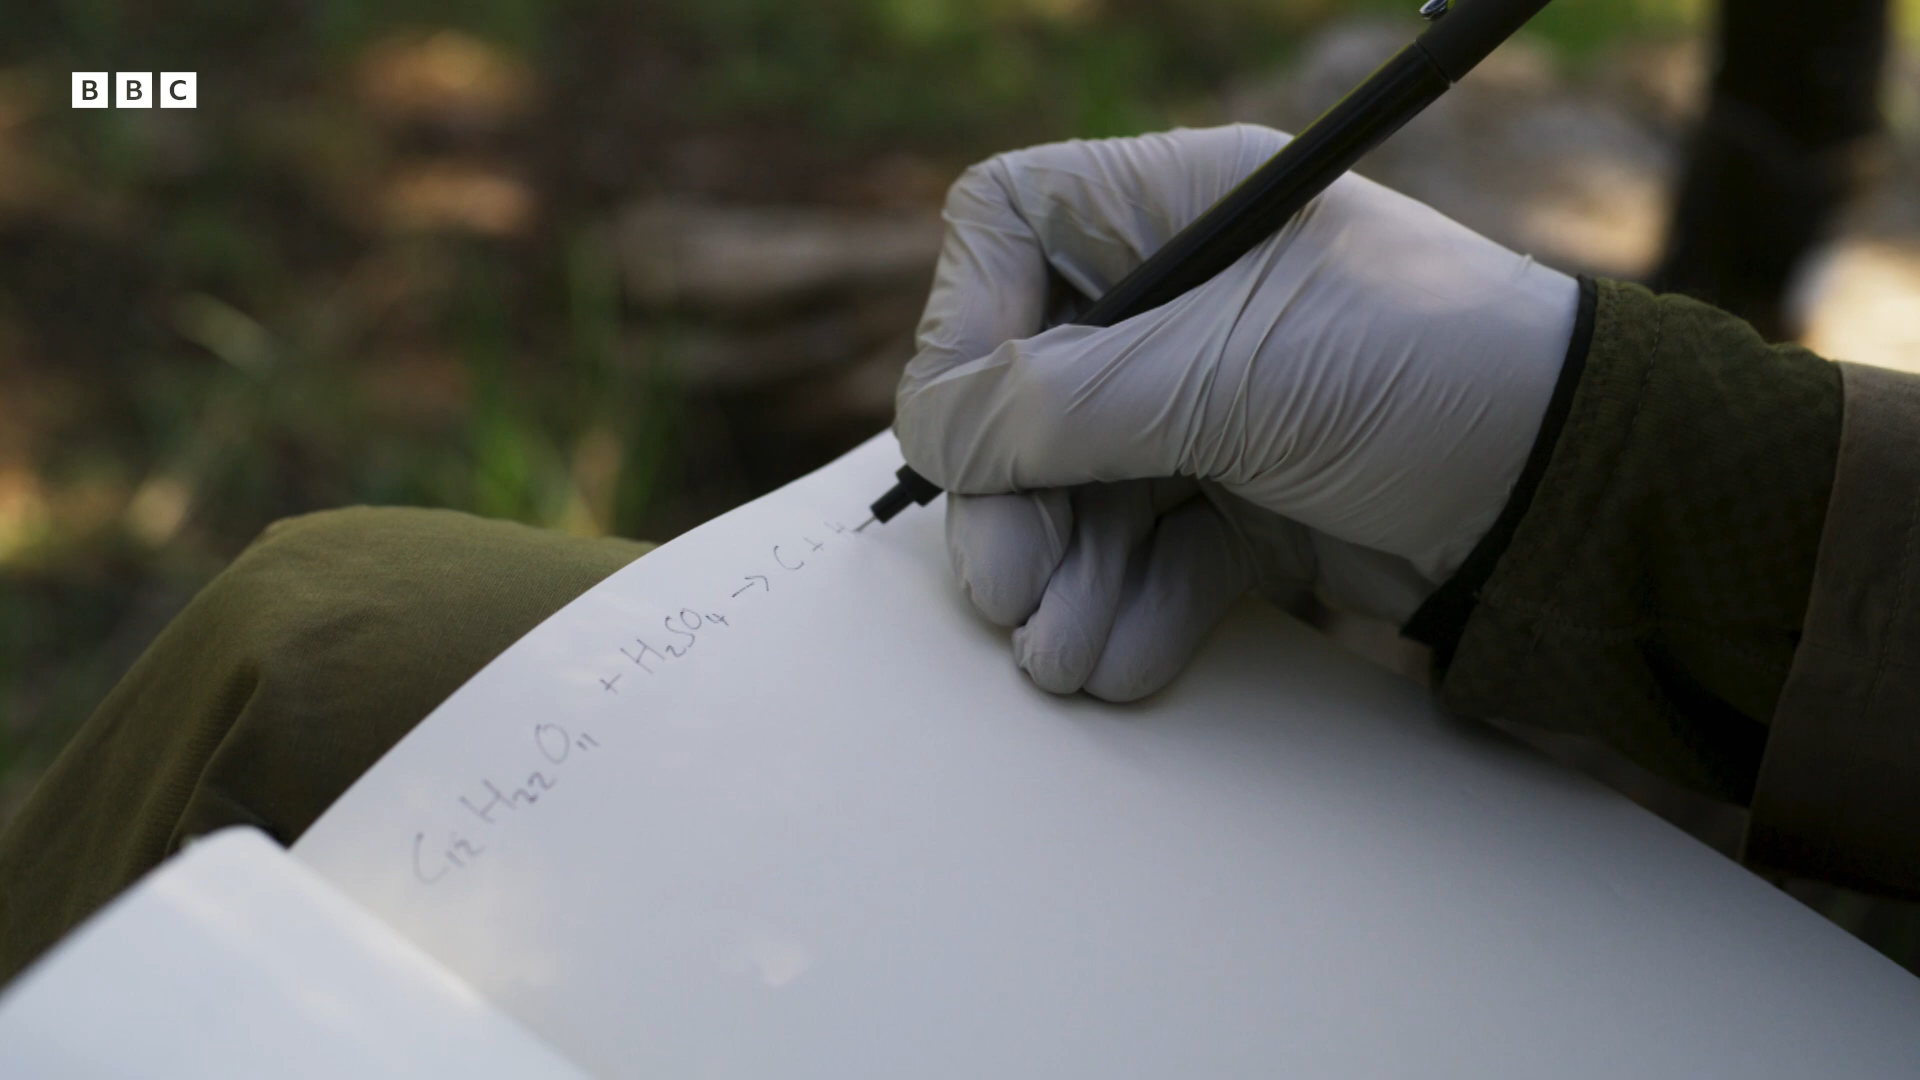 BBC
C₁₂H₂₂O₁₁ + H₂SO₄ → C + H